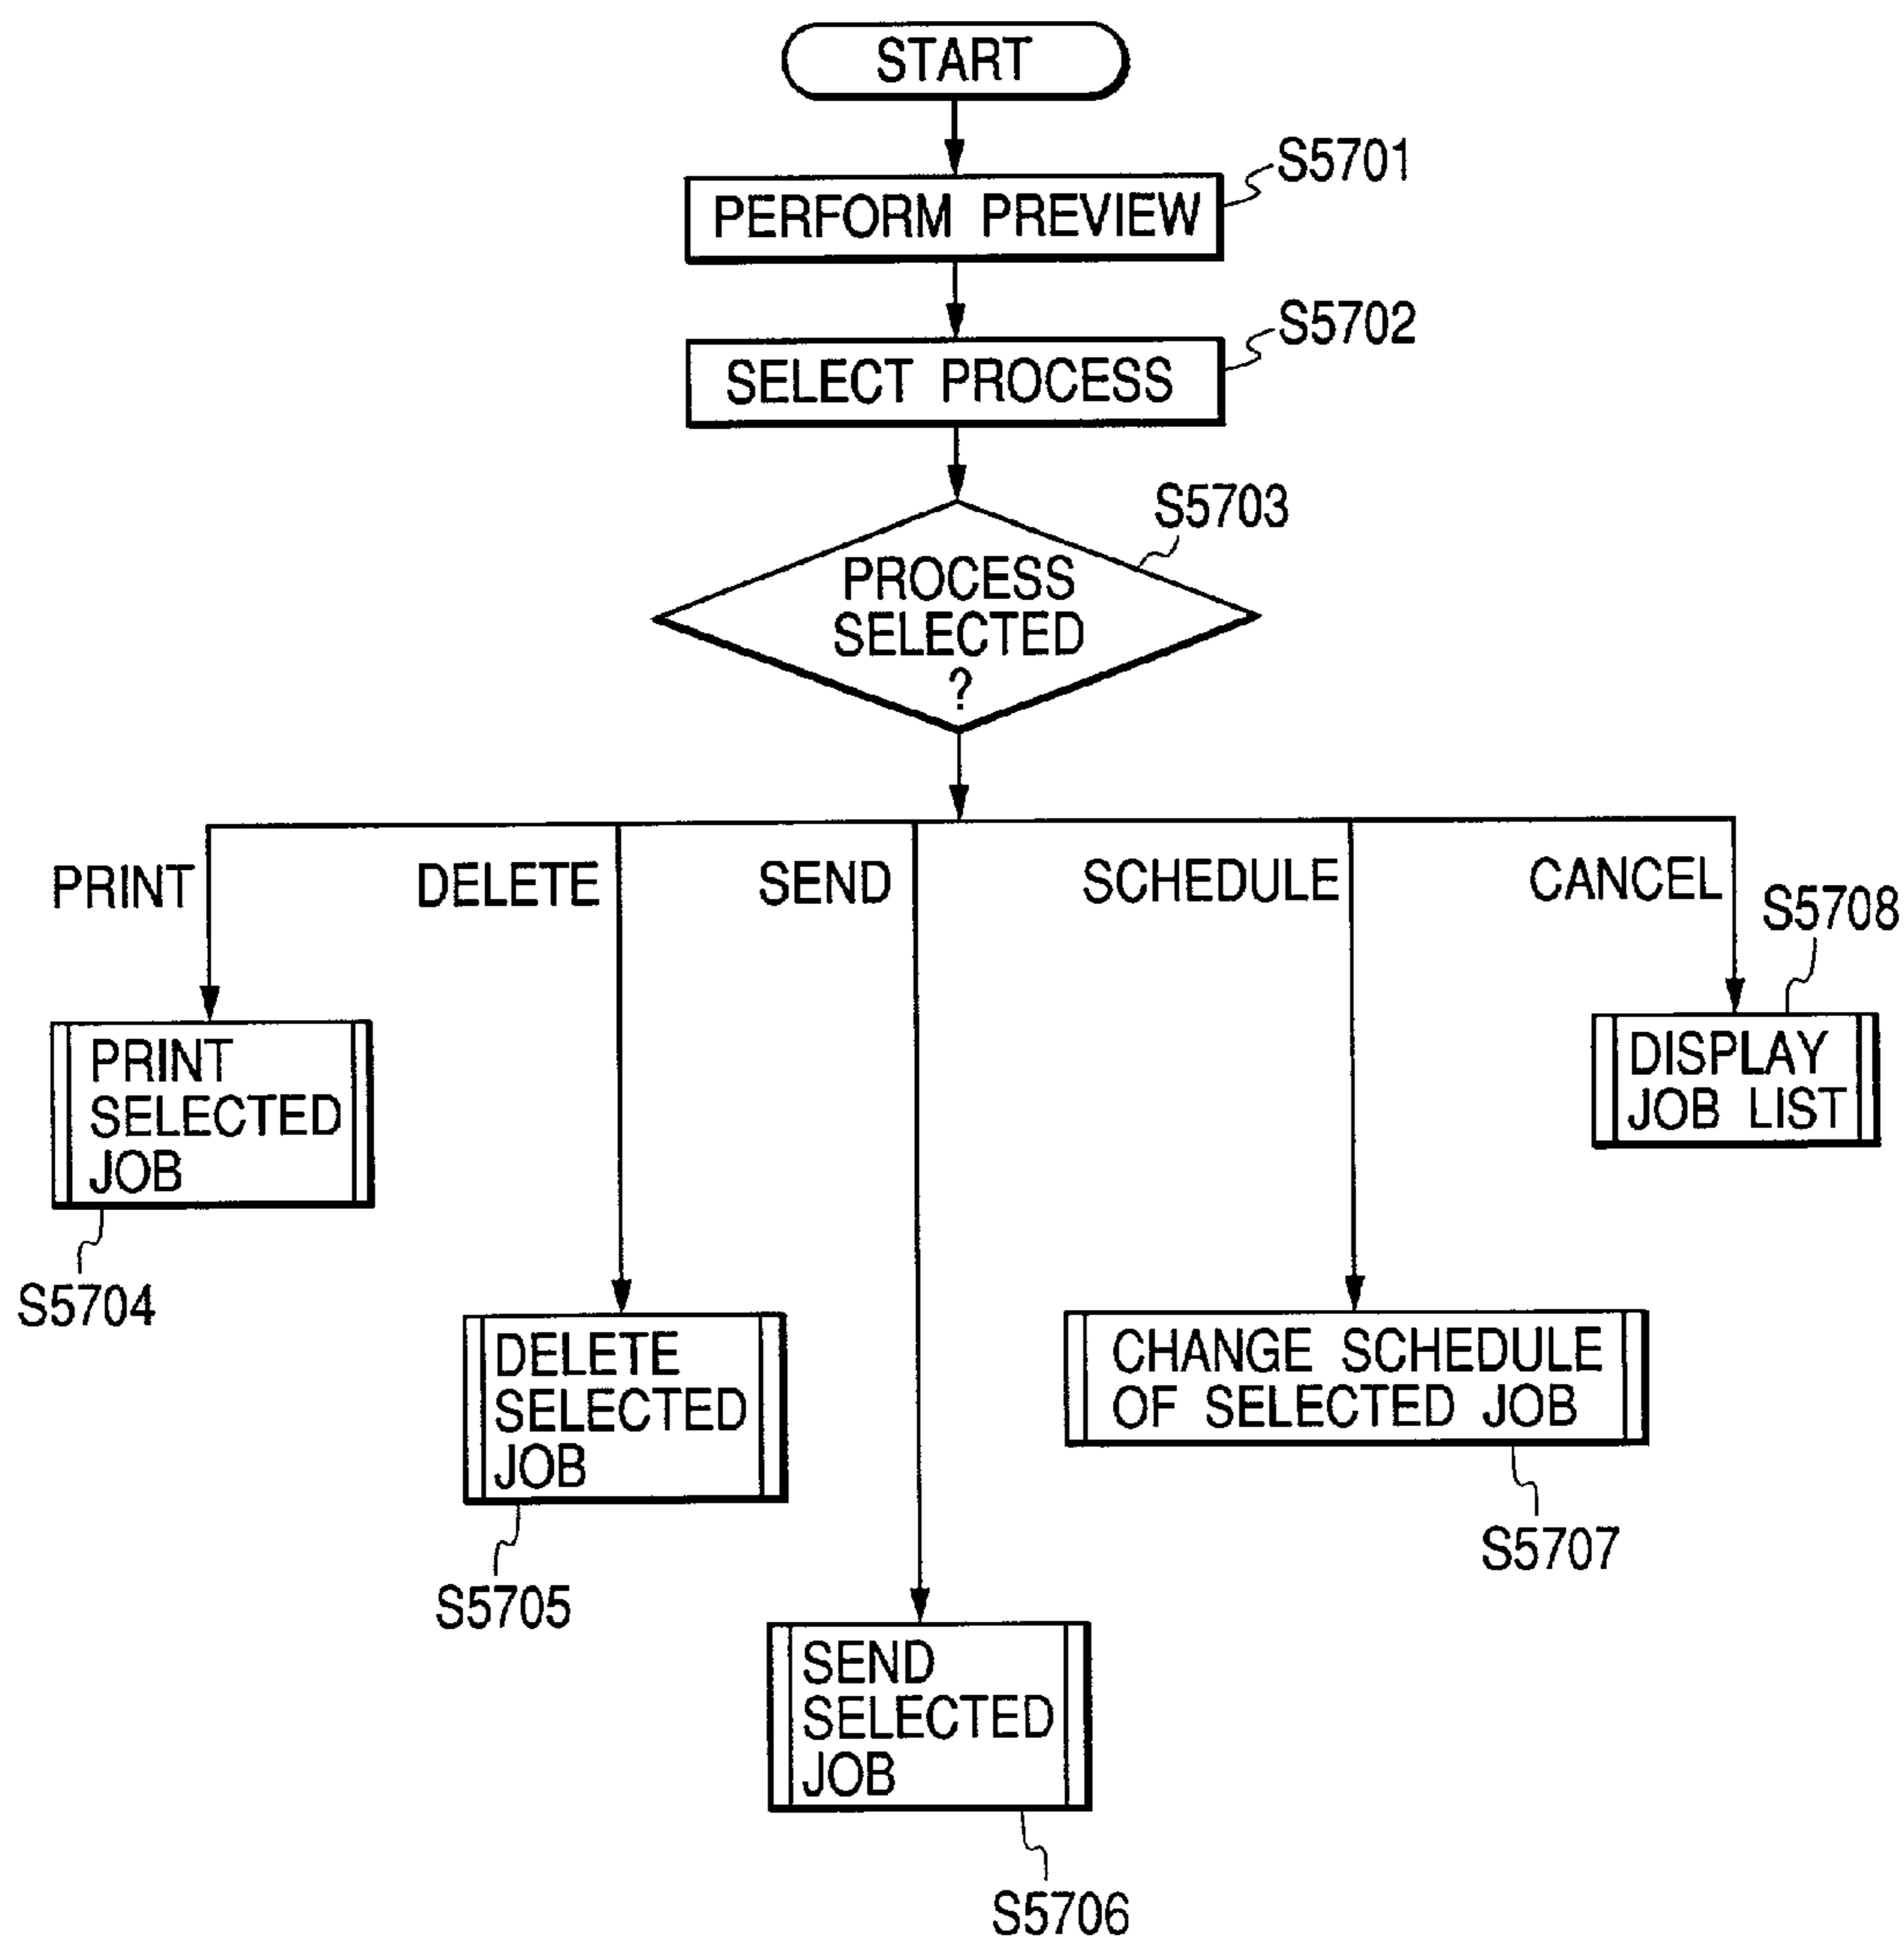 START
S5701
PERFORM PREVIEW
S5702
SELECT PROCESS
S5703
PROCESS
SELECTED
?
PRINT
DELETE
SEND
SCHEDULE
CANCEL
S5708
PRINT
SELECTED
JOB
S5704
DISPLAY
JOB LIST
DELETE
SELECTED
JOB
S5705
CHANGE SCHEDULE
OF SELECTED JOB
S5707
SEND
SELECTED
JOB
S5706